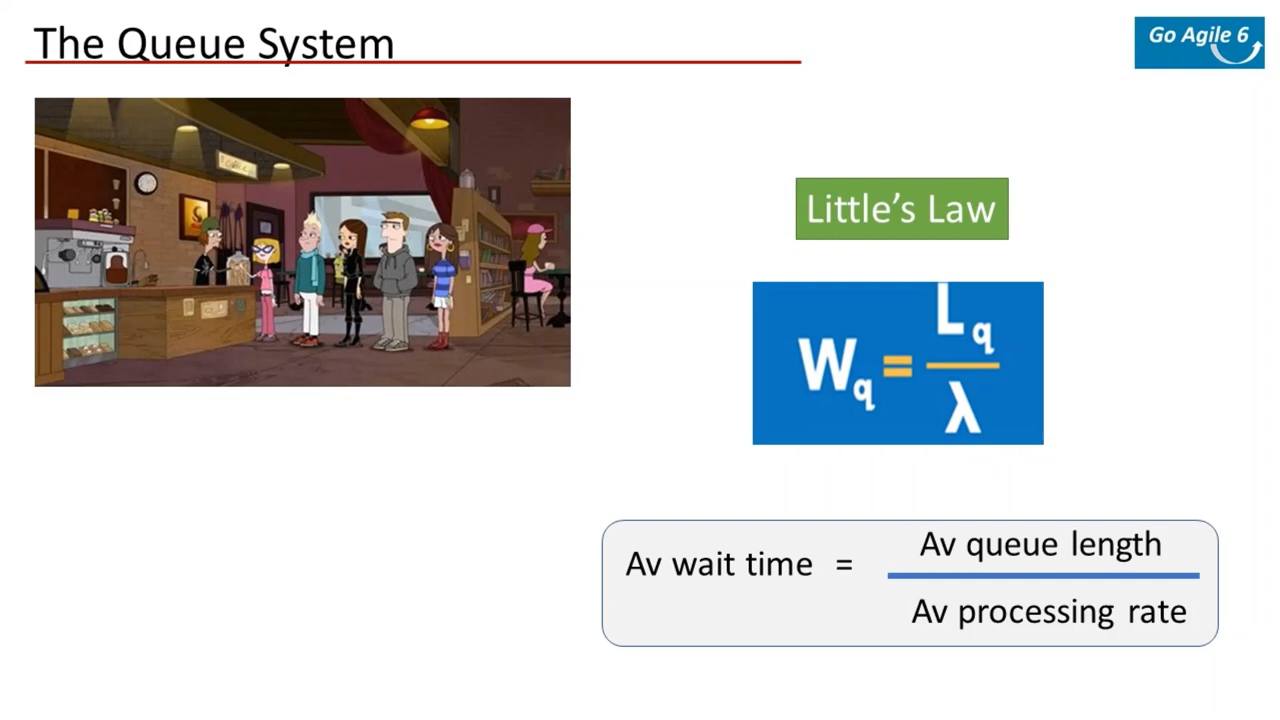 The Queue System
Go Agile 6
Little's Law
Wq = Lq
λ
Av wait time = Av queue length
Av processing rate